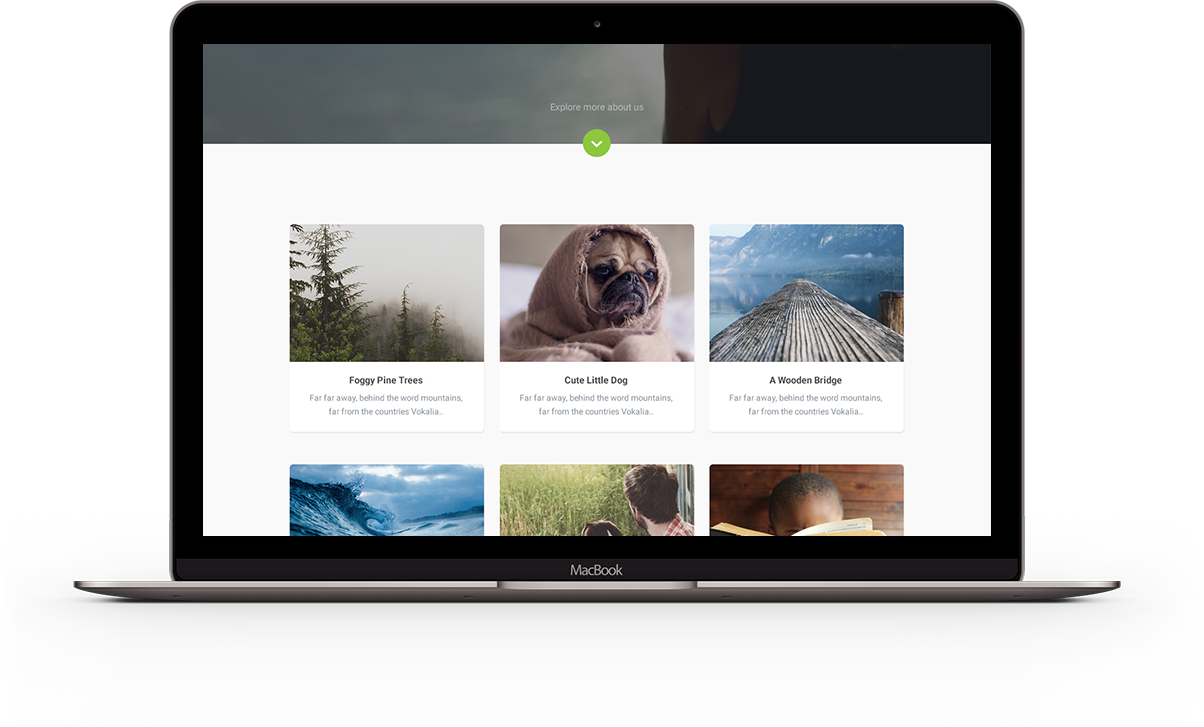 Explore more about us
Foggy Pine Trees
Far far away, behind the word mountains,
far from the countries Vokalia..
Cute Little Dog
Far far away, behind the word mountains,
far from the countries Vokalia..
A Wooden Bridge
Far far away, behind the word mountains,
far from the countries Vokalia..
MacBook